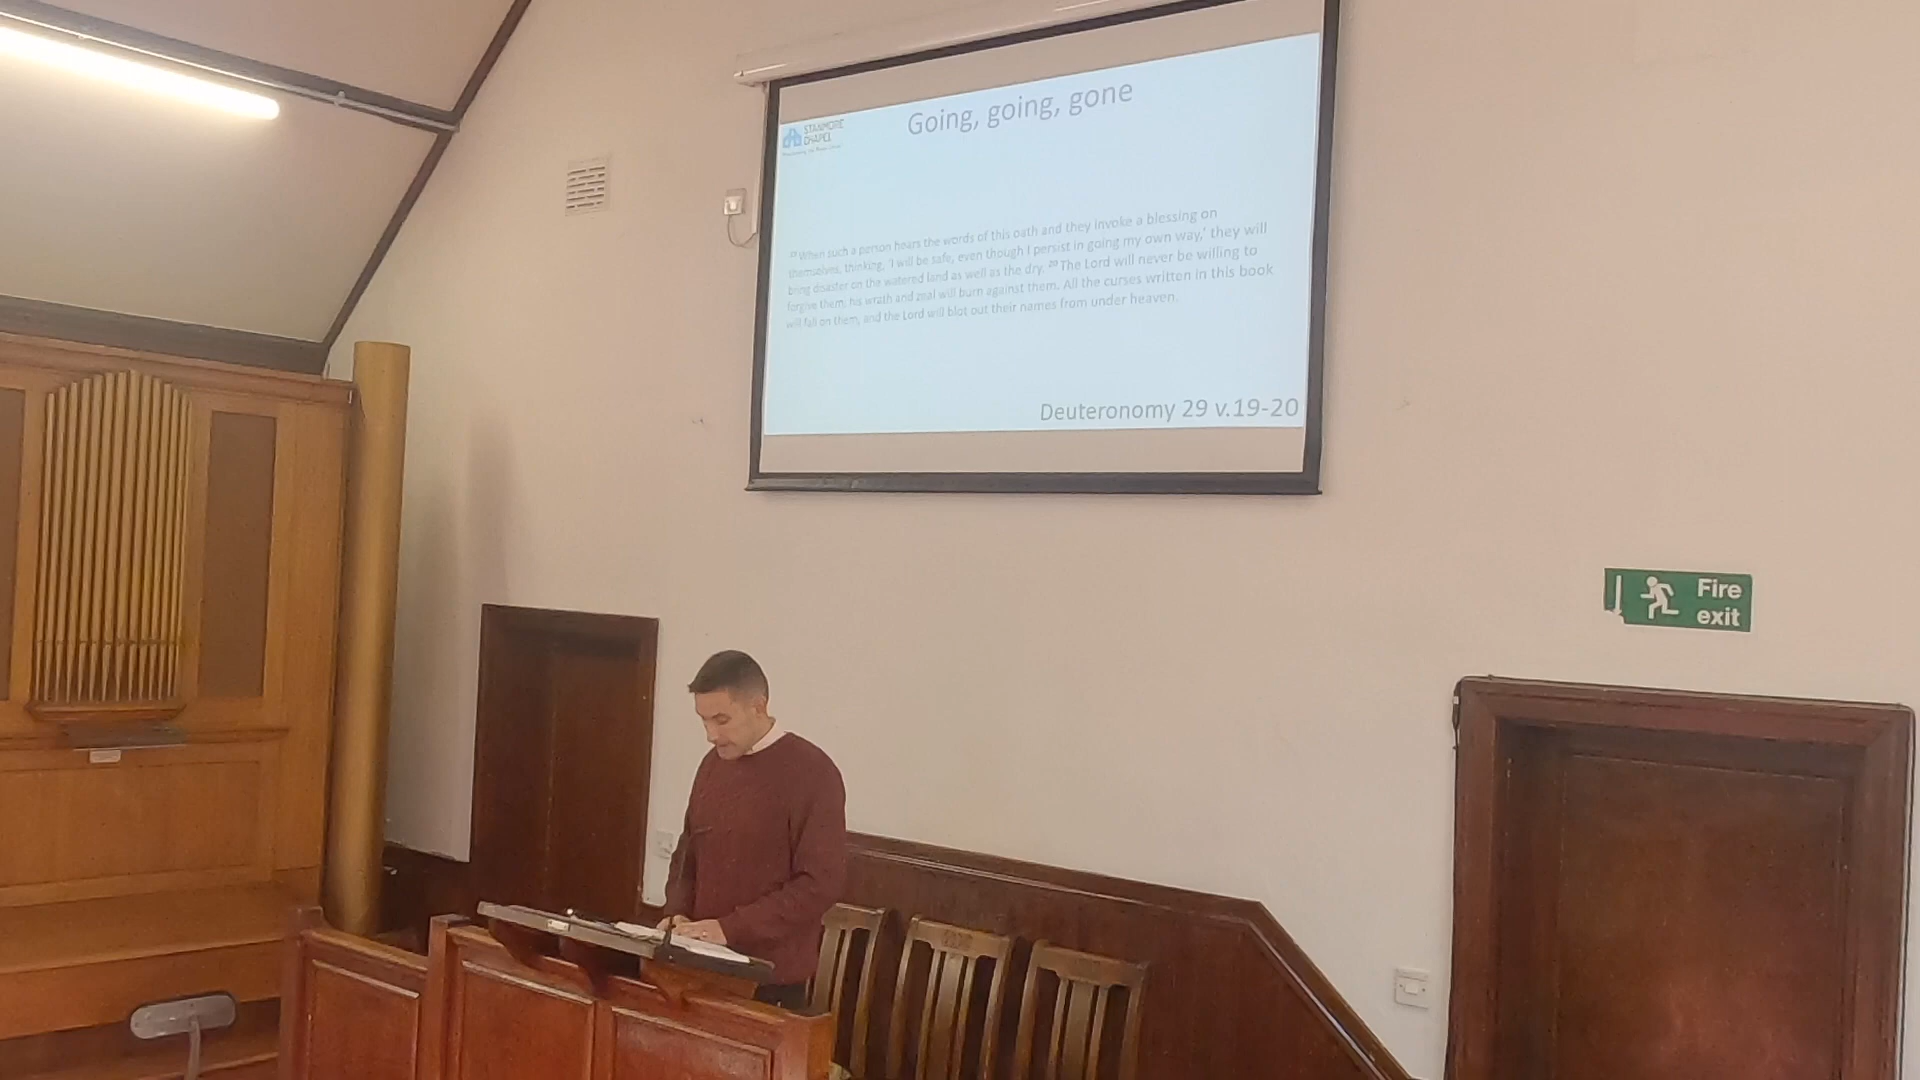 Going, going, gone
STANMORE
CHAPEL
19 When such a person hears the words of this oath and they invoke a blessing on
themselves, thinking, 'I will be safe, even though I persist in going my own way,' they will
bring disaster on the watered land as well as the dry. 20 The Lord will never be willing to
forgive them; his wrath and zeal will burn against them. All the curses written in this book
will fall on them, and the Lord will blot out their names from under heaven.
Deuteronomy 29 v.19-20
Fire
exit